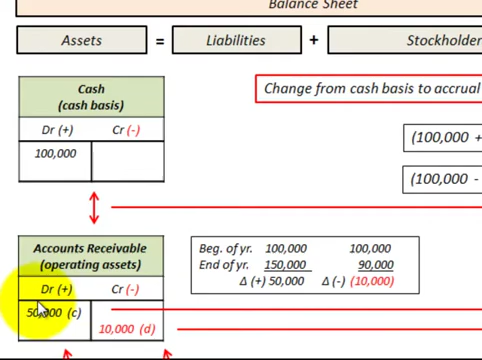 Balance Sheet
Assets = Liabilities + Stockholder
Cash
(cash basis)
Dr (+) Cr (-)
100,000
Change from cash basis to accrual
(100,000 +
(100,000 -
Accounts Receivable
(operating assets)
Dr (+) Cr (-)
50,000 (c)
10,000 (d)
Beg. of yr. 100,000 100,000
End of yr. 150,000 90,000
Δ (+) 50,000 Δ (-) (10,000)